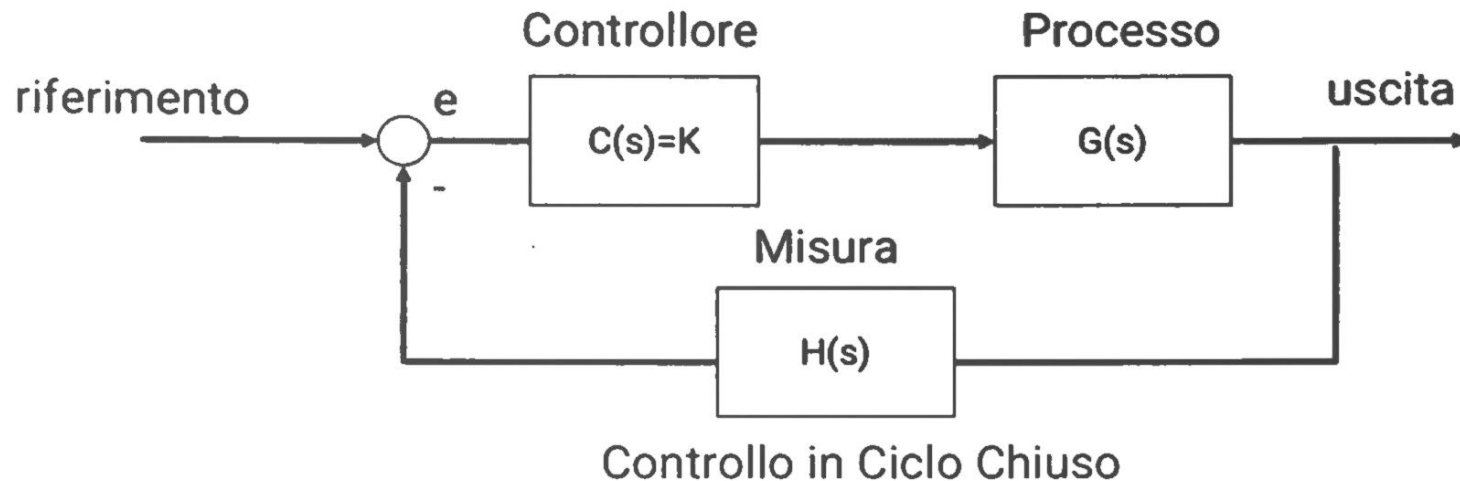 Controllore
Processo
riferimento
e
uscita
C(s)=K
G(s)
-
Misura
H(s)
Controllo in Ciclo Chiuso